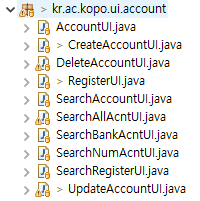 > kr.ac.kopo.ui.account
AccountUI.java
> CreateAccountUI.java
DeleteAccountUI.java
> RegisterUI.java
SearchAccountUI.java
SearchAllAcntUI.java
SearchBankAcntUI.java
SearchNumAcntUI.java
SearchRegisterUI.java
> UpdateAccountUI.java